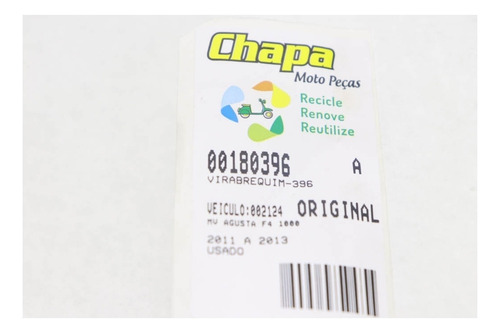 Chapa
Moto Peças
Recicle
Renove
Reutilize
00180396 A
VIRABREQUIM-396
VEICULO:002124 ORIGINAL
MV AGUSTA F4 1000
2011 A 2013
USADO